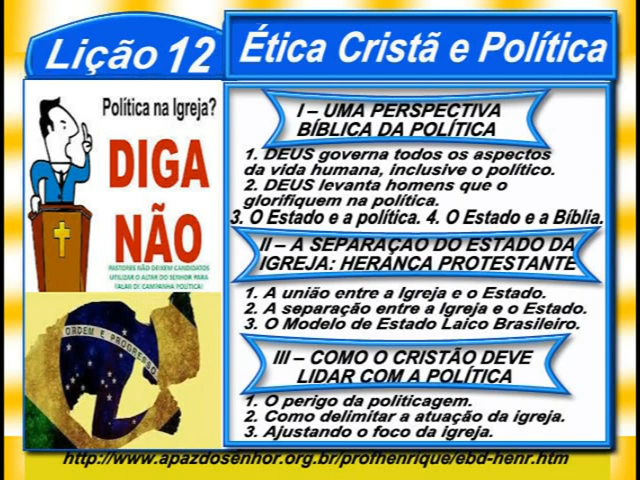 Lição 12
Ética Cristã e Política
Política na Igreja?
DIGA
NÃO
PASTORES NÃO DEIXEM CANDIDATOS
UTILIZAR O ALTAR DO SENHOR PARA
FALAR DE CAMPANHA POLÍTICA!
ORDEM E PROGRESSO
I – UMA PERSPECTIVA
BÍBLICA DA POLÍTICA
1. DEUS governa todos os aspectos
da vida humana, inclusive o político.
2. DEUS levanta homens que o
glorifiquem na política.
3. O Estado e a política. 4. O Estado e a Bíblia.
II – A SEPARAÇÃO DO ESTADO DA
IGREJA: HERANÇA PROTESTANTE
1. A união entre a Igreja e o Estado.
2. A separação entre a Igreja e o Estado.
3. O Modelo de Estado Laico Brasileiro.
III – COMO O CRISTÃO DEVE
LIDAR COM A POLÍTICA
1. O perigo da politicagem.
2. Como delimitar a atuação da igreja.
3. Ajustando o foco da igreja.
http://www.apazdosenhor.org.br/profhenrique/ebd-henr.htm